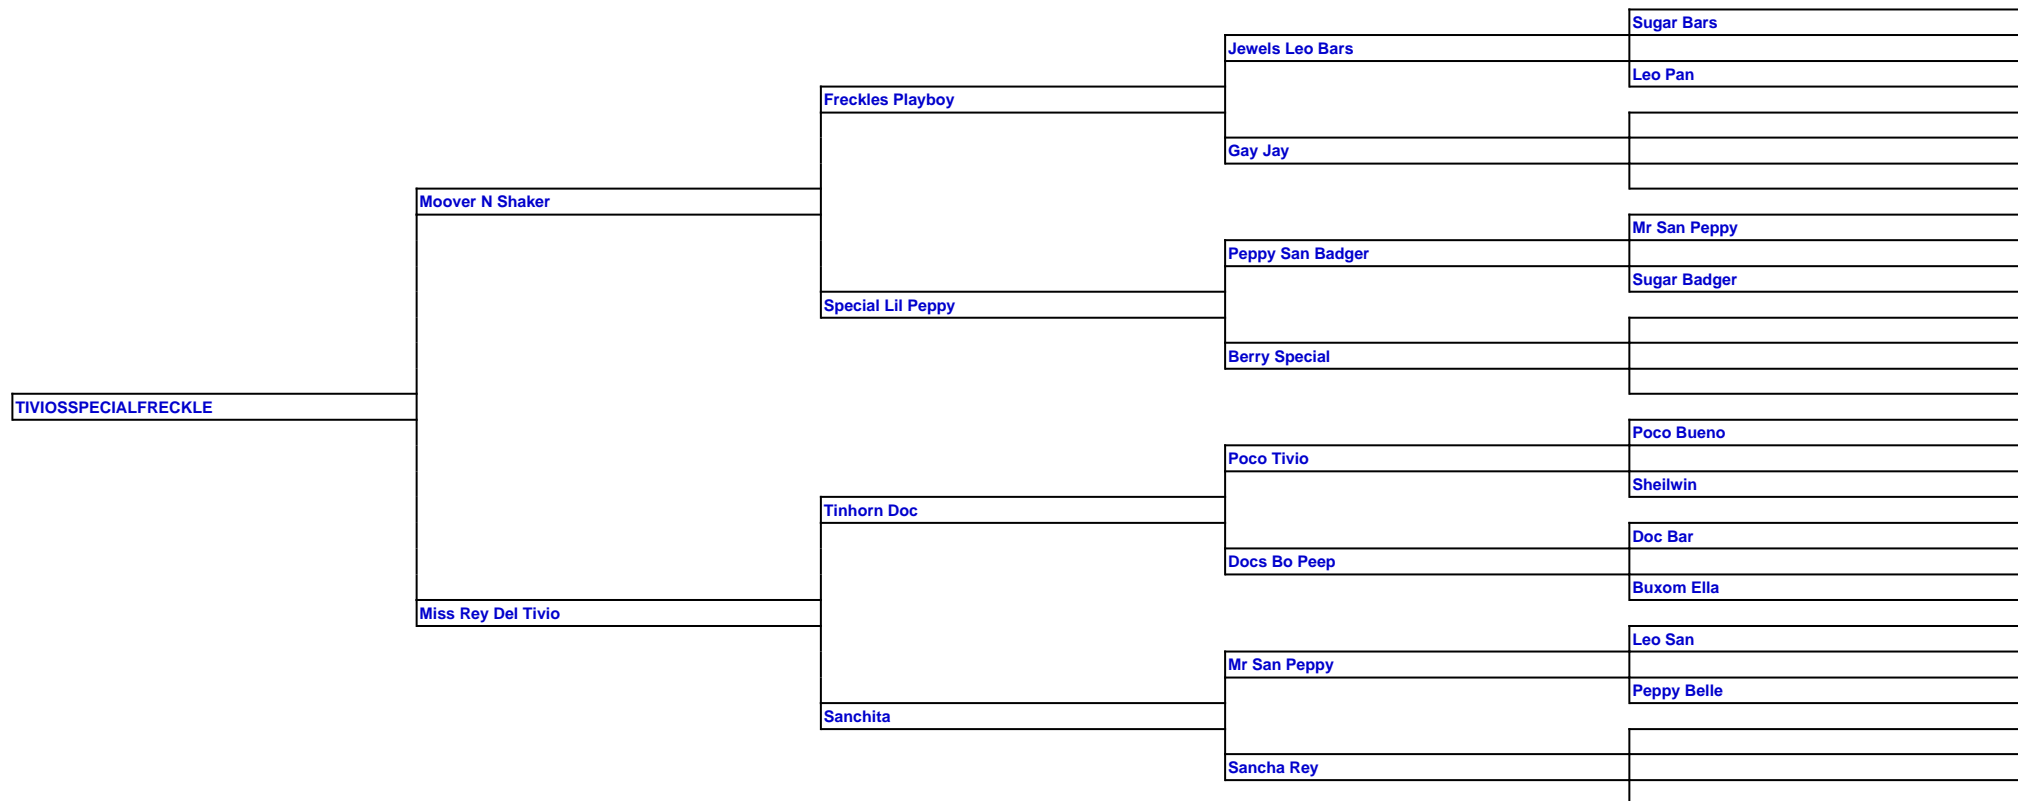 Sugar Bars
Jewels Leo Bars
Leo Pan
Freckles Playboy
Gay Jay
Moover N Shaker
Mr San Peppy
Peppy San Badger
Sugar Badger
Special Lil Peppy
Berry Special
TIVIOSSPECIALFRECKLE
Poco Bueno
Poco Tivio
Sheilwin
Tinhorn Doc
Doc Bar
Docs Bo Peep
Buxom Ella
Miss Rey Del Tivio
Leo San
Mr San Peppy
Peppy Belle
Sanchita
Sancha Rey